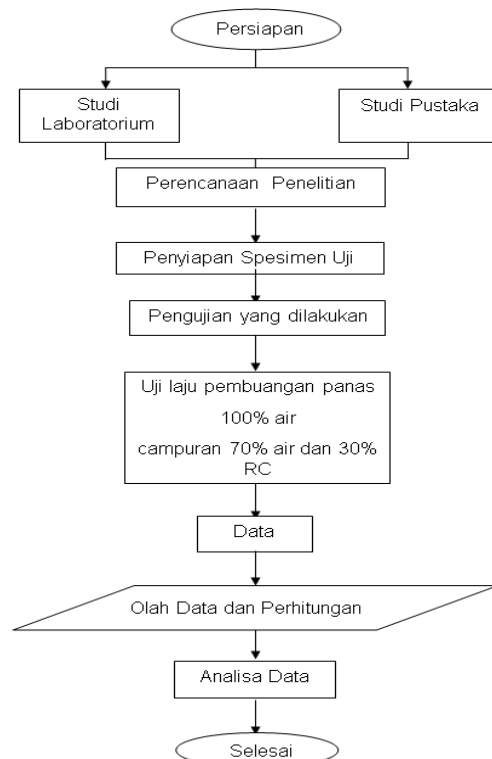 Persiapan
Studi
Laboratorium
Studi Pustaka
Perencanaan Penelitian
Penyiapan Spesimen Uji
Pengujian yang dilakukan
Uji laju pembuangan panas
100% air
campuran 70% air dan 30%
RC
Data
Olah Data dan Perhitungan
Analisa Data
Selesai